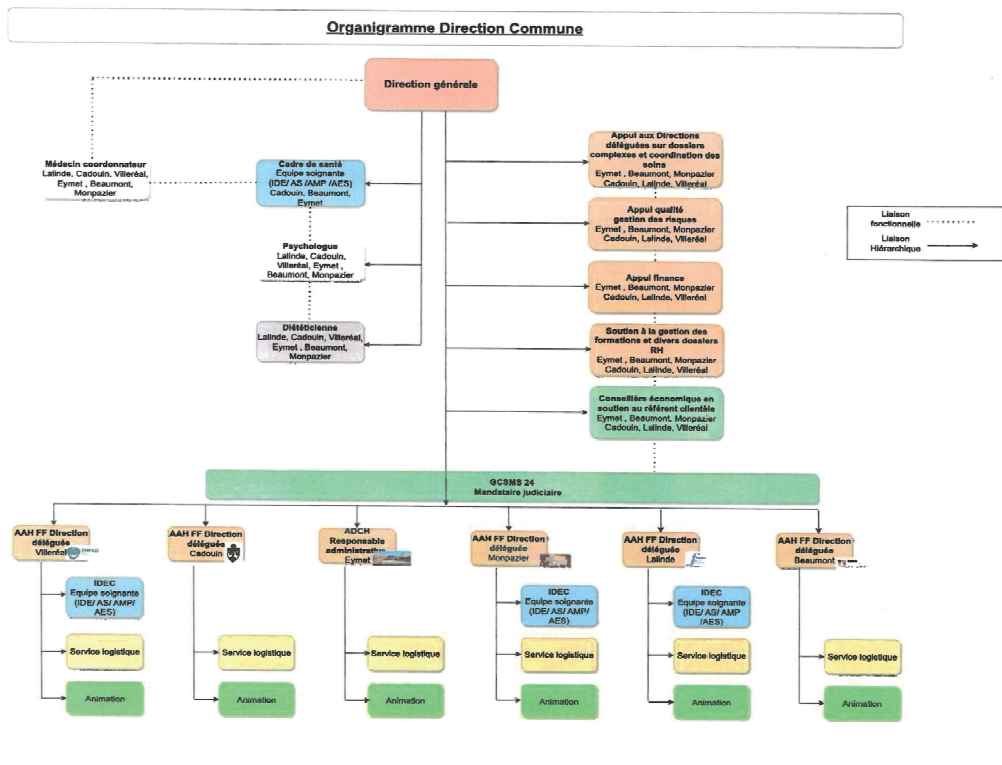 Organigramme Direction Commune
Direction générale
Médecin coordonnateur
Lalinde, Cadouin, Villeréal,
Eymet , Beaumont,
Monpazier
Cadre de santé
Equipe soignante
(IDE/ AS /AMP /AES)
Cadouin, Beaumont,
Eymet
Psychologue
Lalinde, Cadouin,
Villeréal, Eymet ,
Beaumont, Monpazier
Diététicienne
Lalinde, Cadouin, Villeréal,
Eymet , Beaumont,
Monpazier
Appui aux Directions
déléguées sur dossiers
complexes et coordination des
soins
Eymet , Beaumont, Monpazier
Cadouin, Lalinde, Villeréal
Appui qualité
gestion des risques
Eymet , Beaumont, Monpazier
Cadouin, Lalinde, Villeréal
Appui finance
Eymet , Beaumont, Monpazier
Cadouin, Lalinde, Villeréal
Soutien à la gestion des
formations et divers dossiers
RH
Eymet , Beaumont, Monpazier
Cadouin, Lalinde, Villeréal
Conseillère économique en
soutien au référent clientèle
Eymet , Beaumont, Monpazier
Cadouin, Lalinde, Villeréal
Liaison
fonctionnelle
Liaison
Hiérarchique
GCSMS 24
Mandataire judiciaire
AAH FF Direction
déléguée
Villeréal
IDEC
Equipe soignante
(IDE/ AS/ AMP/
AES)
Service logistique
Animation
AAH FF Direction
déléguée
Cadouin
Service logistique
Animation
ADCH
Responsable
administrative
Eymet
Service logistique
Animation
AAH FF Direction
déléguée
Monpazier
IDEC
Equipe soignante
(IDE/ AS/ AMP/
AES)
Service logistique
Animation
AAH FF Direction
déléguée
Lalinde
IDEC
Equipe soignante
(IDE/ AS/ AMP
/AES)
Service logistique
Animation
AAH FF Direction
déléguée
Beaumont
Service logistique
Animation